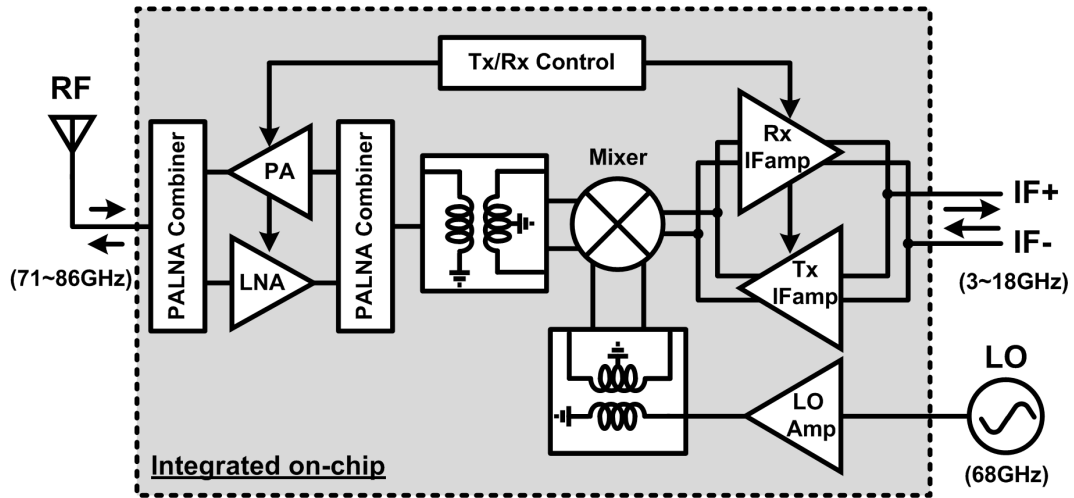 Tx/Rx Control
RF
PALNA Combiner
PA
LNA
PALNA Combiner
Mixer
Rx
IFamp
Tx
IFamp
IF+
IF-
(71~86GHz)
(3~18GHz)
LO
LO
Amp
(68GHz)
Integrated on-chip